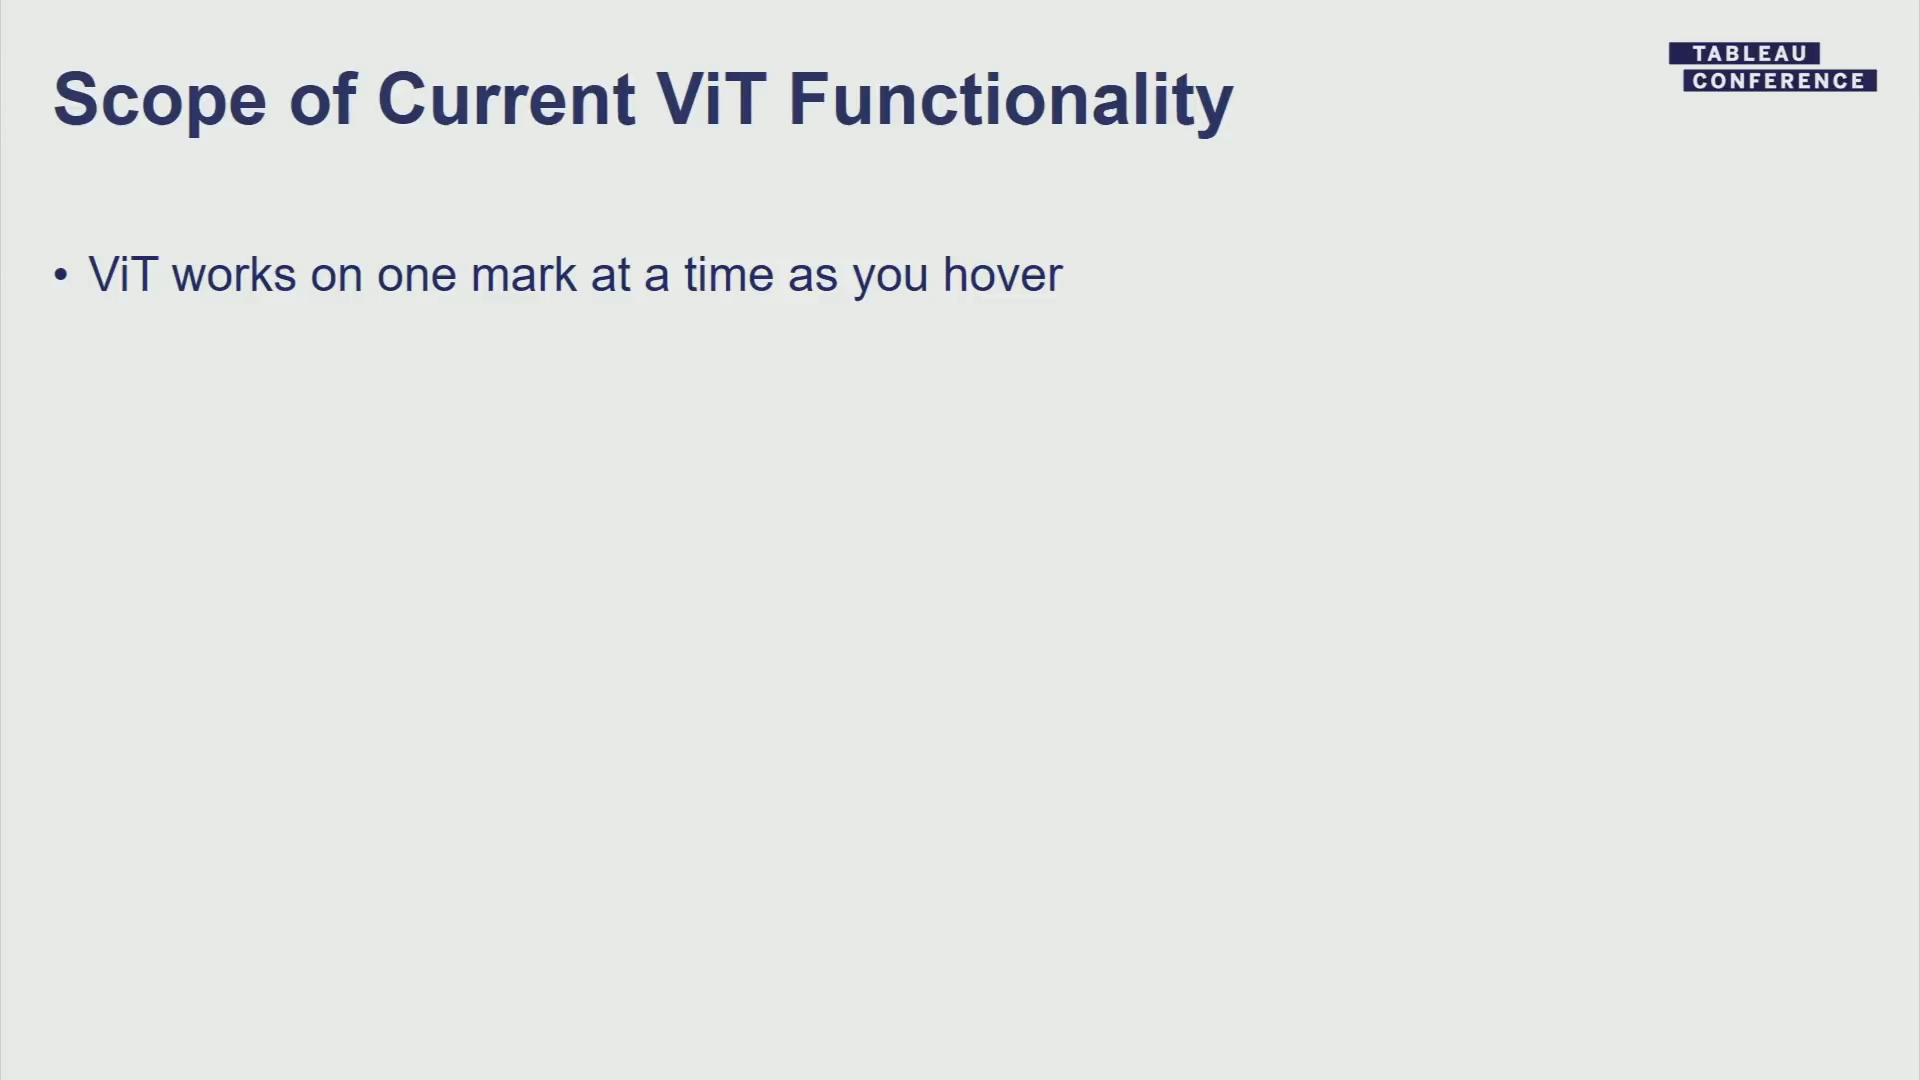 Scope of Current ViT Functionality
TABLEAU
CONFERENCE
• ViT works on one mark at a time as you hover